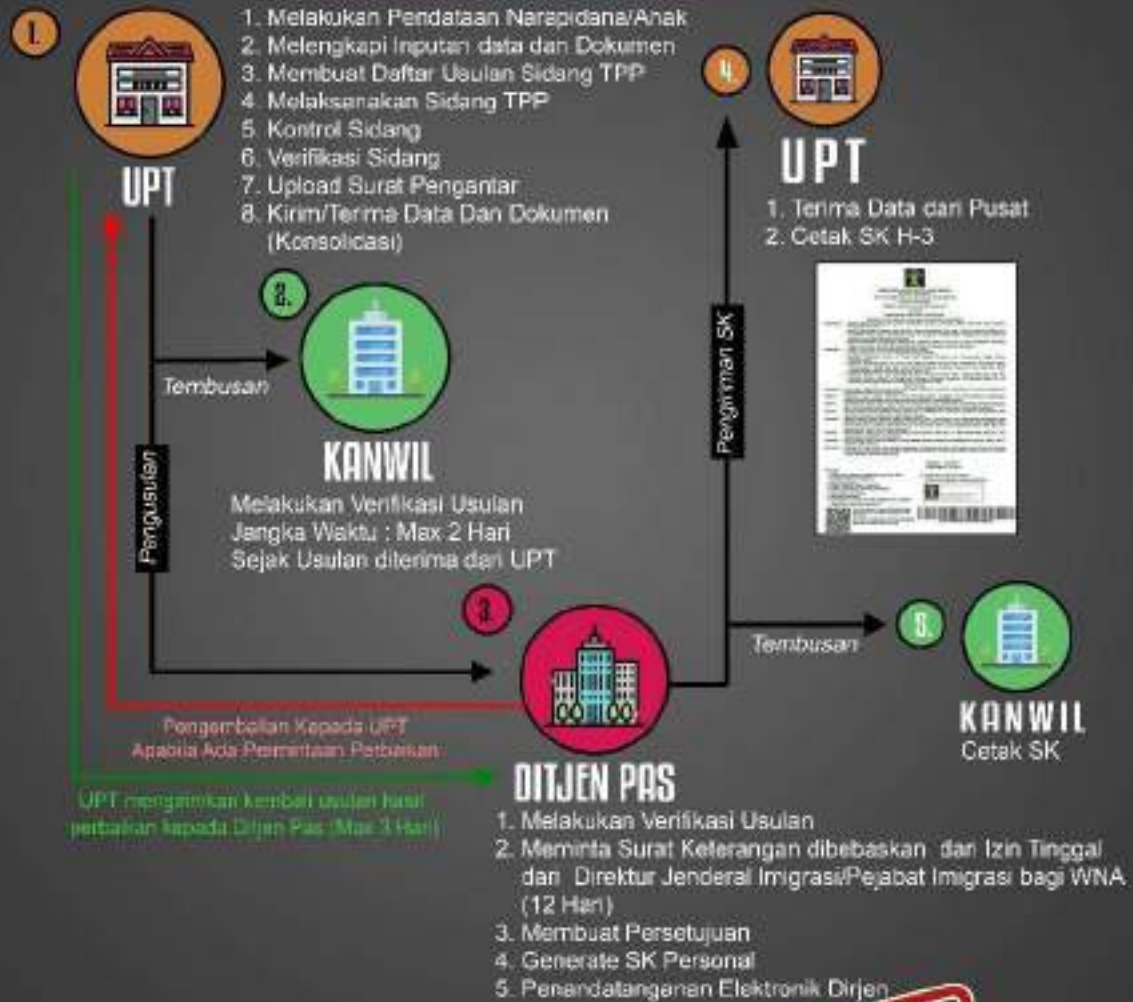 1.
UPT
1. Melakukan Pendataan Narapidana/Anak
2. Melengkapi Inputan data dan Dokumen
3. Membuat Daftar Usulan Sidang TPP
4. Melaksanakan Sidang TPP
5. Kontrol Sidang
6. Verifikasi Sidang
7. Upload Surat Pengantar
8. Kirim/Terima Data Dan Dokumen
(Konsolidasi)
Pengusulan
Tembusan
2.
KANWIL
Melakukan Verifikasi Usulan
Jangka Waktu : Max 2 Hari
Sejak Usulan diterima dari UPT
3.
DITJEN PAS
1. Melakukan Verifikasi Usulan
2. Meminta Surat Keterangan dibebaskan dari Izin Tinggal
dari Direktur Jenderal Imigrasi/Pejabat Imigrasi bagi WNA
(12 Hari)
3. Membuat Persetujuan
4. Generate SK Personal
5. Penandatanganan Elektronik Dirjen
Pengembalian Kepada UPT
Apabila Ada Permintaan Perbaikan
UPT mengirimkan kembali usulan hasil
perbaikan kepada Ditjen Pas (Max 3 Hari)
Pengiriman SK
4.
UPT
1. Terima Data dari Pusat
2. Cetak SK H-3
Tembusan
5.
KANWIL
Cetak SK